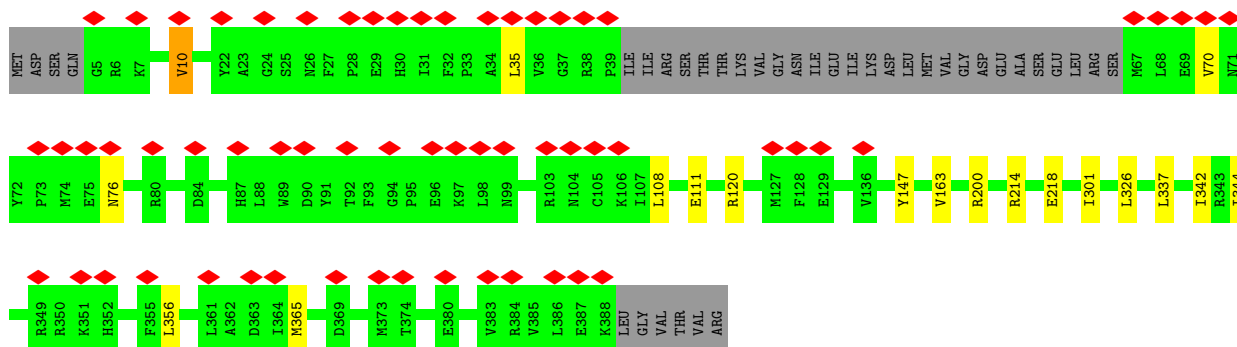 MET ASP SER GLN G5 R6 K7 V10 Y22 A23 G24 S25 N26 F27 P28 E29 H30 I31 F32 P33 A34 L35 V36 G37 R38 P39 ILE ILE ARG SER THR THR LYS VAL GLY ASN ILE GLU ILE LYS ASP LEU MET VAL GLY ASP GLU ALA SER GLU LEU ARG SER M67 L68 E69 V70 N71
Y72 P73 M74 E75 N76 R80 D84 H87 L88 W89 D90 Y91 T92 F93 G94 P95 E96 K97 L98 N99 R103 N104 C105 K106 I107 L108 E111 R120 M127 F128 E129 V136 Y147 V163 R200 R214 E218 I301 L326 L337 I342 R343 I344
R349 R350 K351 H352 F355 L356 L361 A362 D363 I364 M365 D369 M373 T374 E380 V383 R384 V385 L386 E387 K388 LEU GLY VAL THR VAL ARG